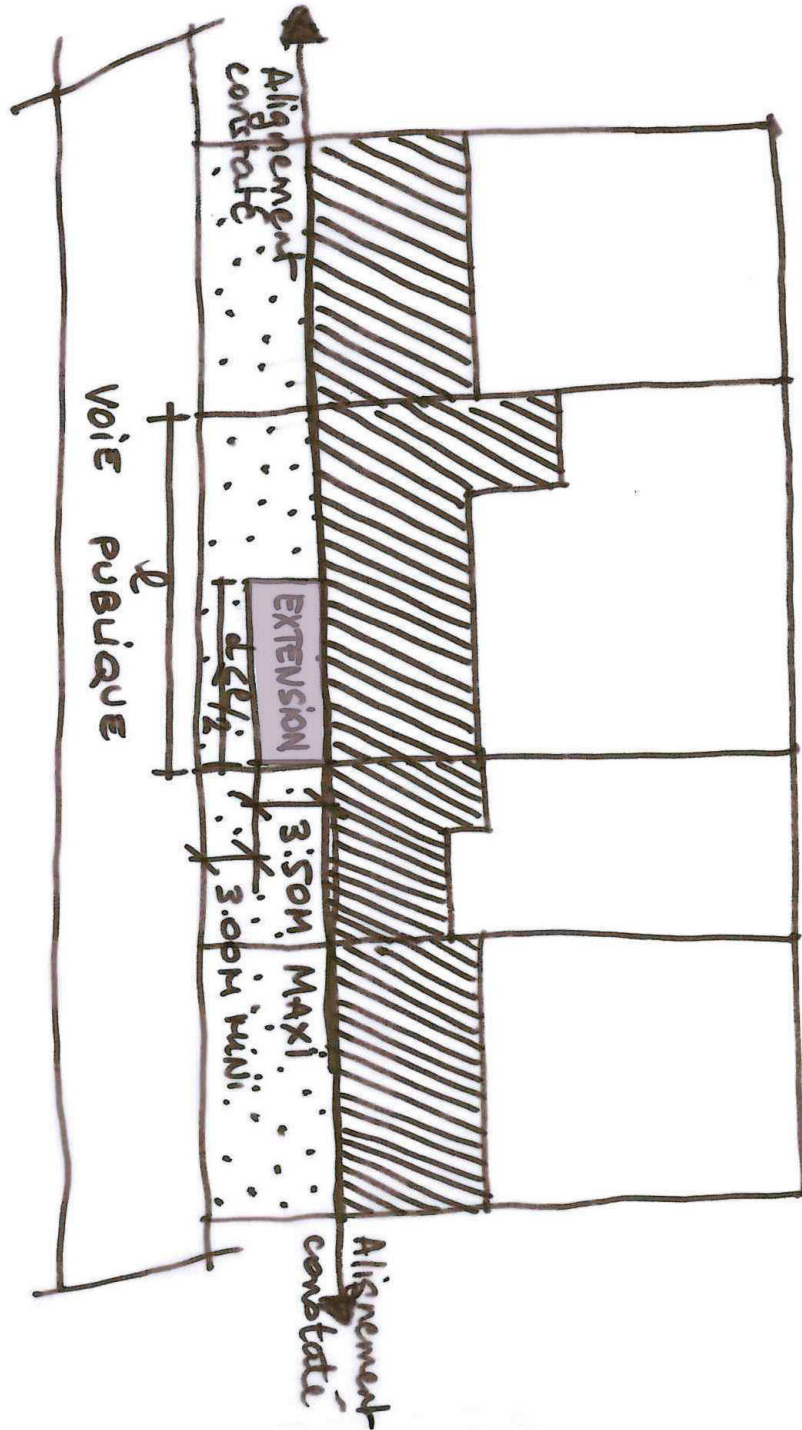 Alignement
constaté
EXTENSION
d<l/2
3.50M MAXI
3.00M MINI
l
VOIE PUBLIQUE
Alignement
constaté